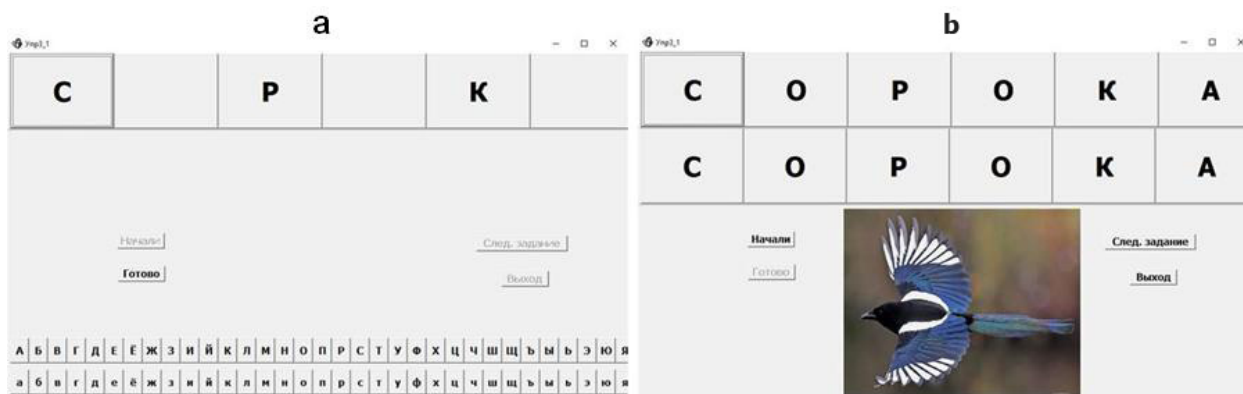 a
Упр3_1
С Р К
Начали
След. задание
Готово
Выход
А Б В Г Д Е Ё Ж З И Й К Л М Н О П Р С Т У Ф Х Ц Ч Ш Щ Ъ Ы Ь Э Ю Я
а б в г д е ё ж з и й к л м н о п р с т у ф х ц ч ш щ ъ ы ь э ю я
b
Упр3_1
С О Р О К А
С О Р О К А
Начали
След. задание
Готово
Выход